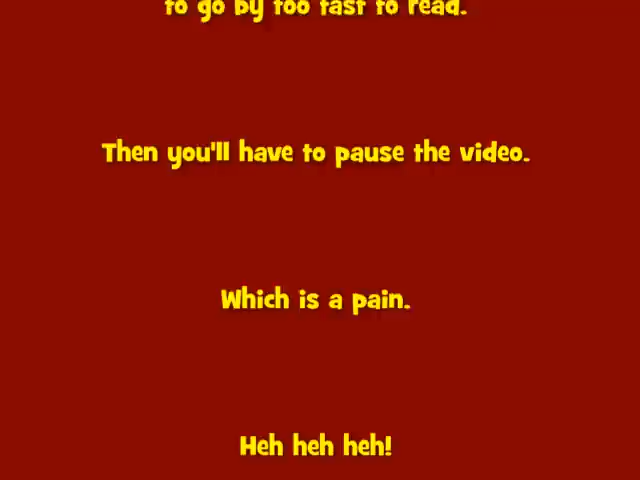 to go by too fast to read.
Then you'll have to pause the video.
Which is a pain.
Heh heh heh!